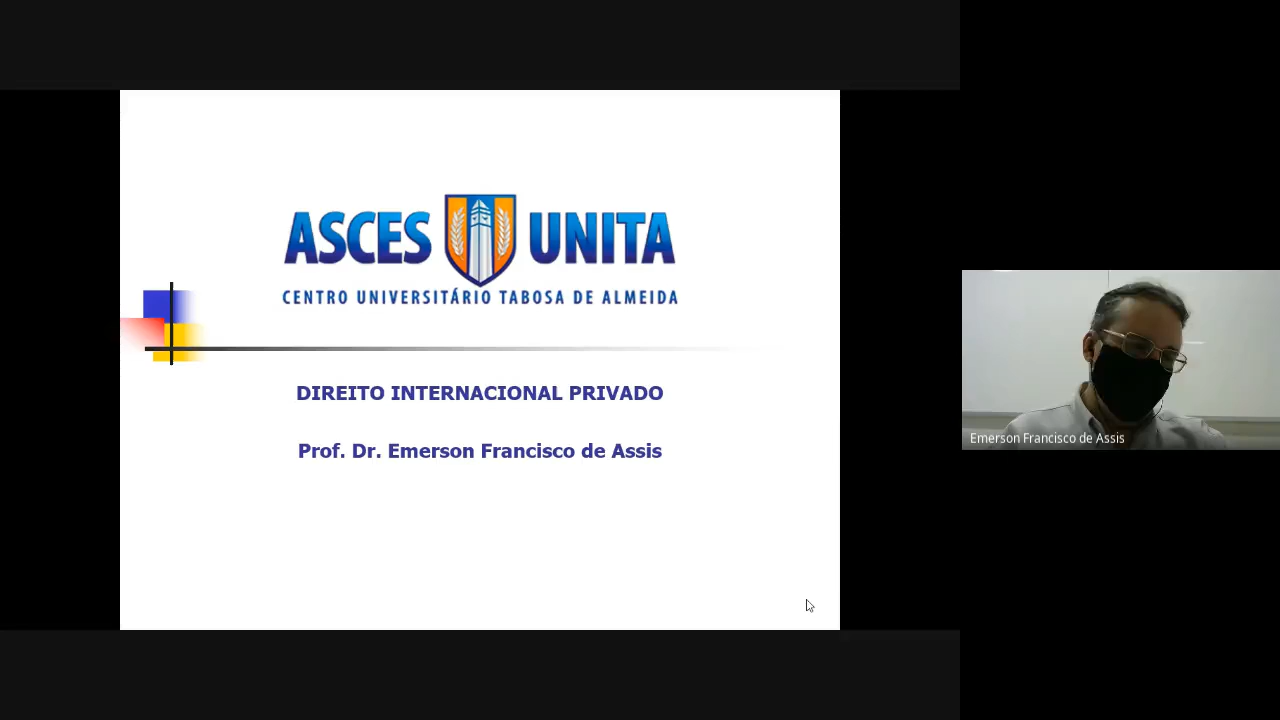 ASCES UNITA
CENTRO UNIVERSITÁRIO TABOSA DE ALMEIDA
DIREITO INTERNACIONAL PRIVADO
Prof. Dr. Emerson Francisco de Assis
Emerson Francisco de Assis